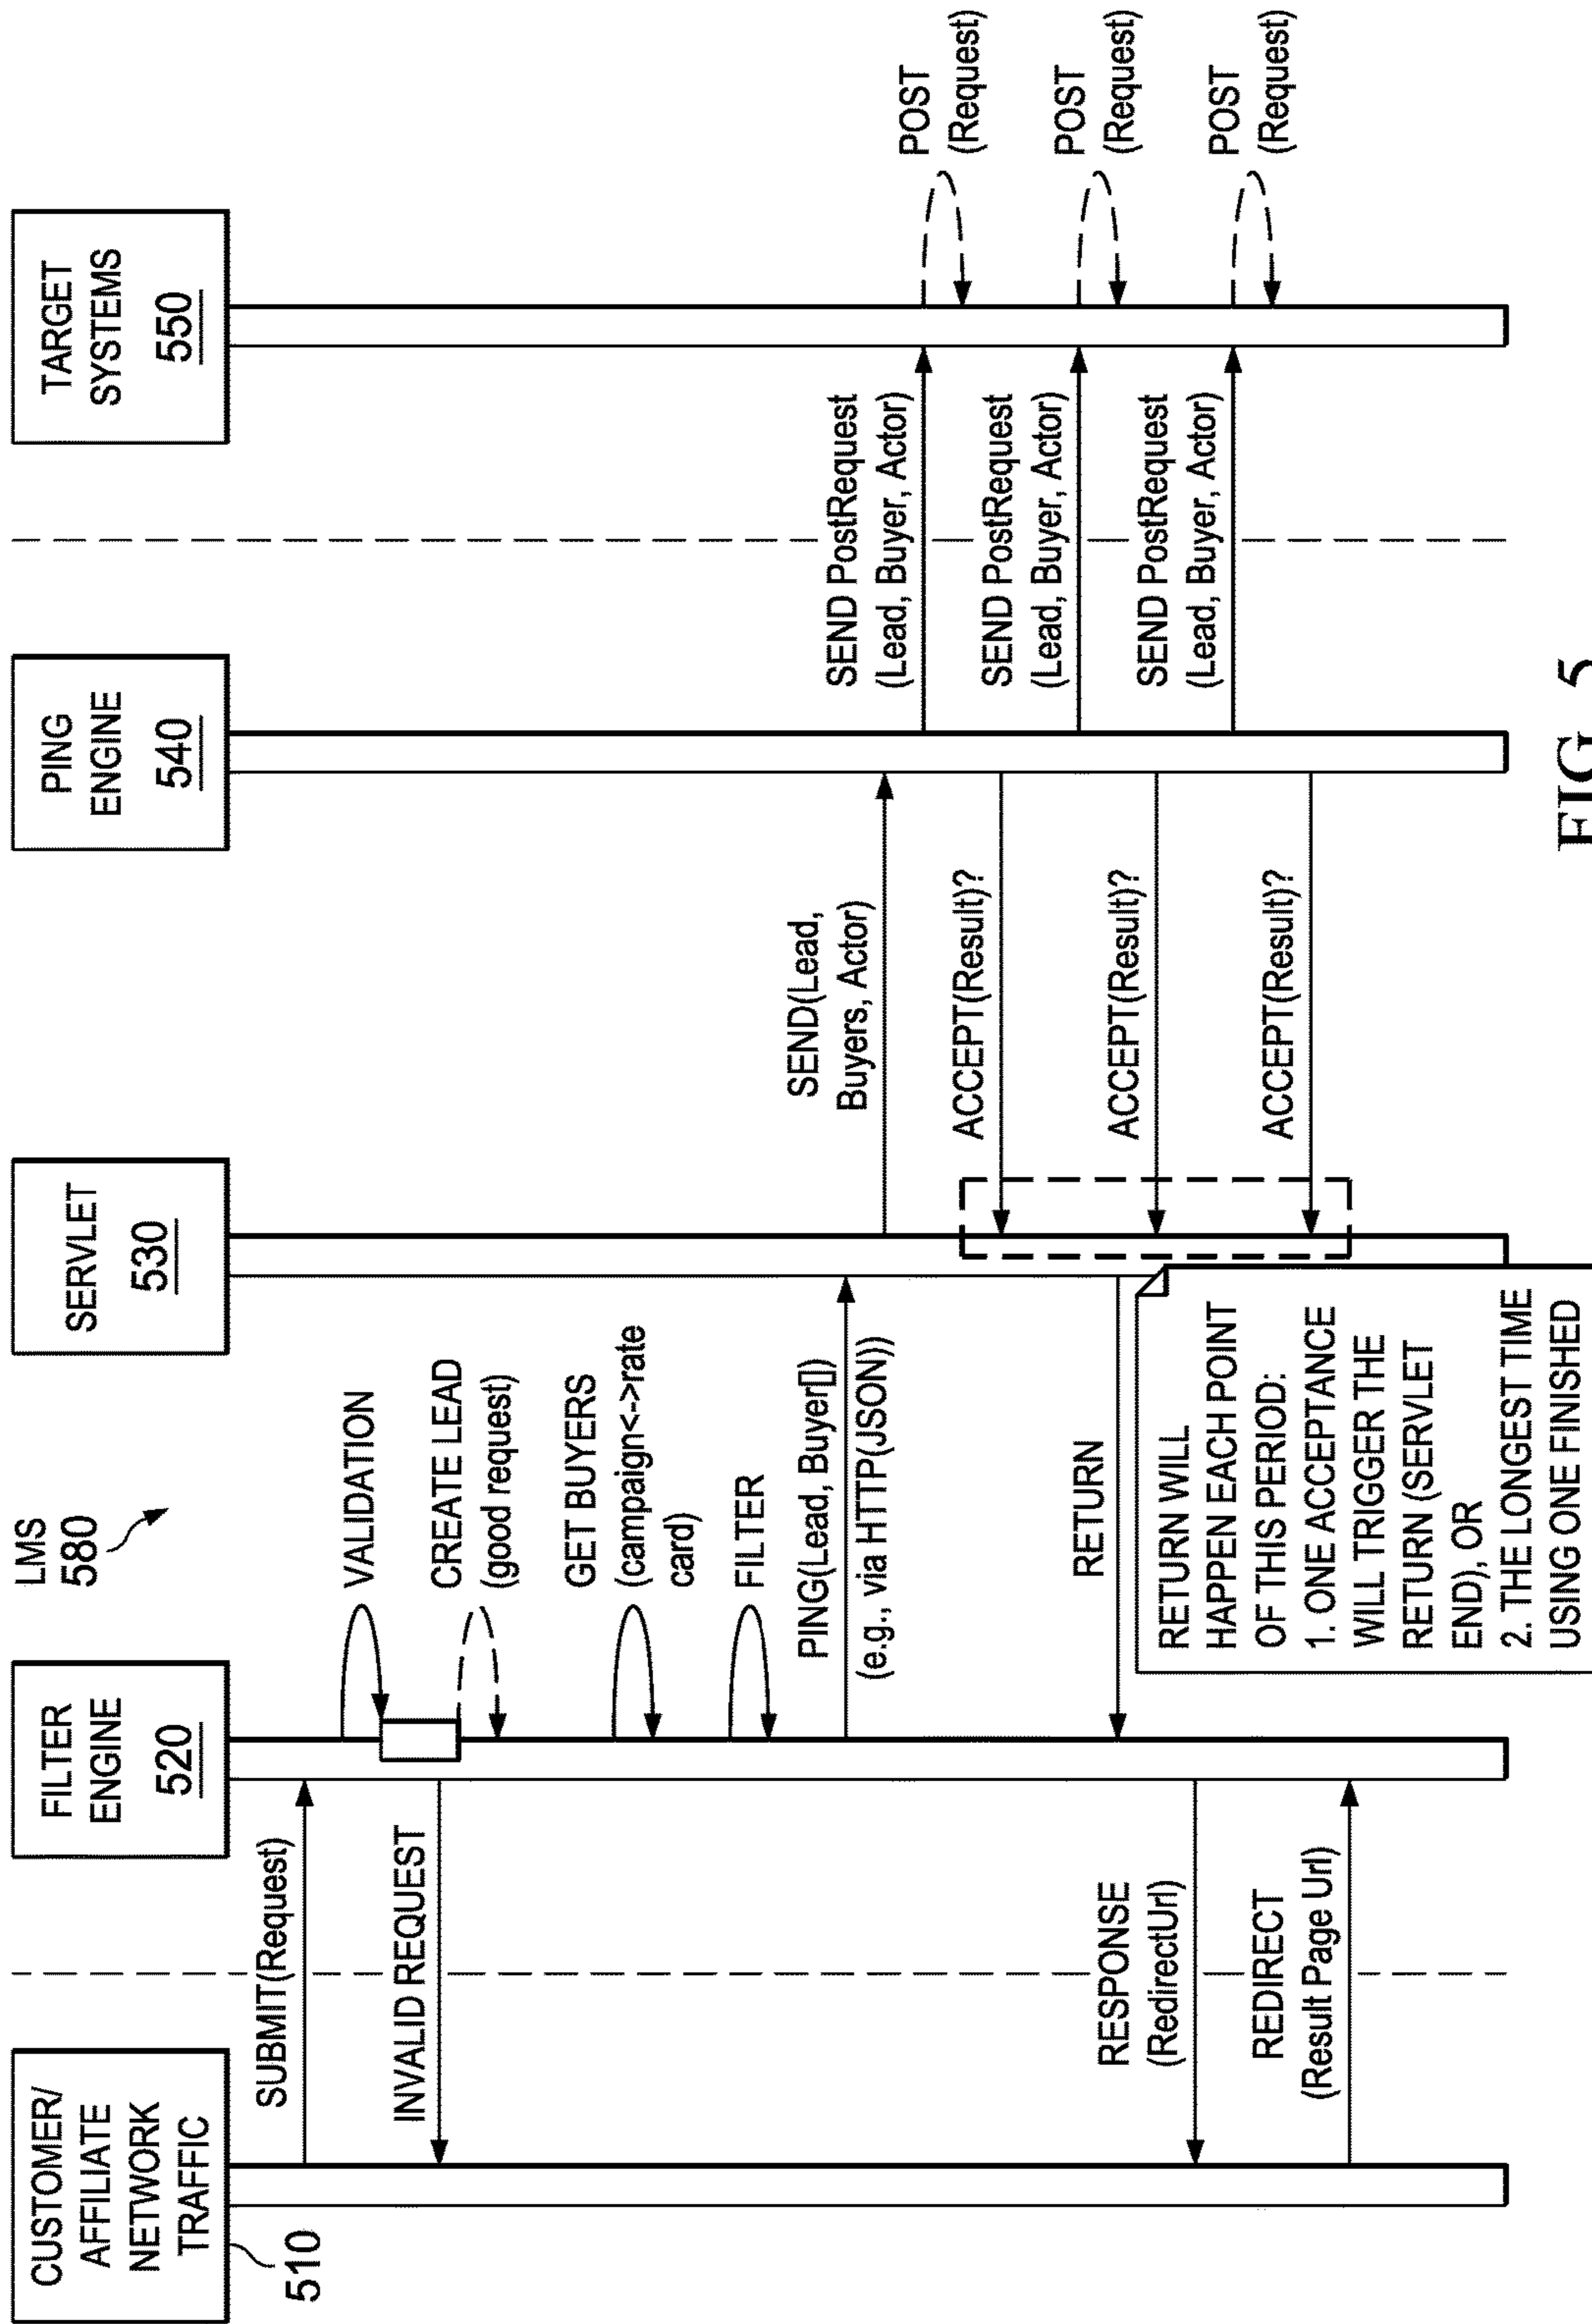 CUSTOMER/
AFFILIATE
NETWORK
TRAFFIC
510
LMS
580
FILTER
ENGINE
520
SERVLET
530
PING
ENGINE
540
TARGET
SYSTEMS
550
SUBMIT(Request)
VALIDATION
INVALID REQUEST
CREATE LEAD
(good request)
GET BUYERS
(campaign<->rate
card)
FILTER
PING(Lead, Buyer[])
(e.g., via HTTP(JSON))
SEND(Lead,
Buyers, Actor)
SEND PostRequest
(Lead, Buyer, Actor)
POST
(Request)
ACCEPT(Result)?
SEND PostRequest
(Lead, Buyer, Actor)
POST
(Request)
RETURN
ACCEPT(Result)?
RESPONSE
(RedirectUrl)
SEND PostRequest
(Lead, Buyer, Actor)
POST
(Request)
ACCEPT(Result)?
REDIRECT
(Result Page Url)
RETURN WILL
HAPPEN EACH POINT
OF THIS PERIOD:
1. ONE ACCEPTANCE
WILL TRIGGER THE
RETURN (SERVLET
END), OR
2. THE LONGEST TIME
USING ONE FINISHED
FIG. 5